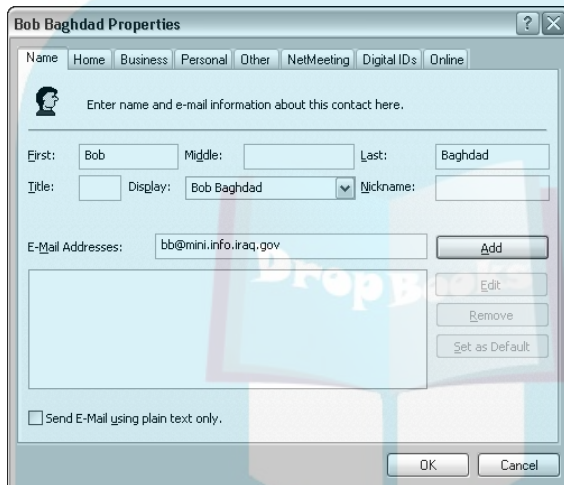 Bob Baghdad Properties
Name Home Business Personal Other NetMeeting Digital IDs Online
Enter name and e-mail information about this contact here.
First: Bob Middle: Last: Baghdad
Title: Display: Bob Baghdad Nickname:
E-Mail Addresses: bb@mini.info.iraq.gov Add
DropBooks
Edit
Remove
Set as Default
Send E-Mail using plain text only.
OK Cancel